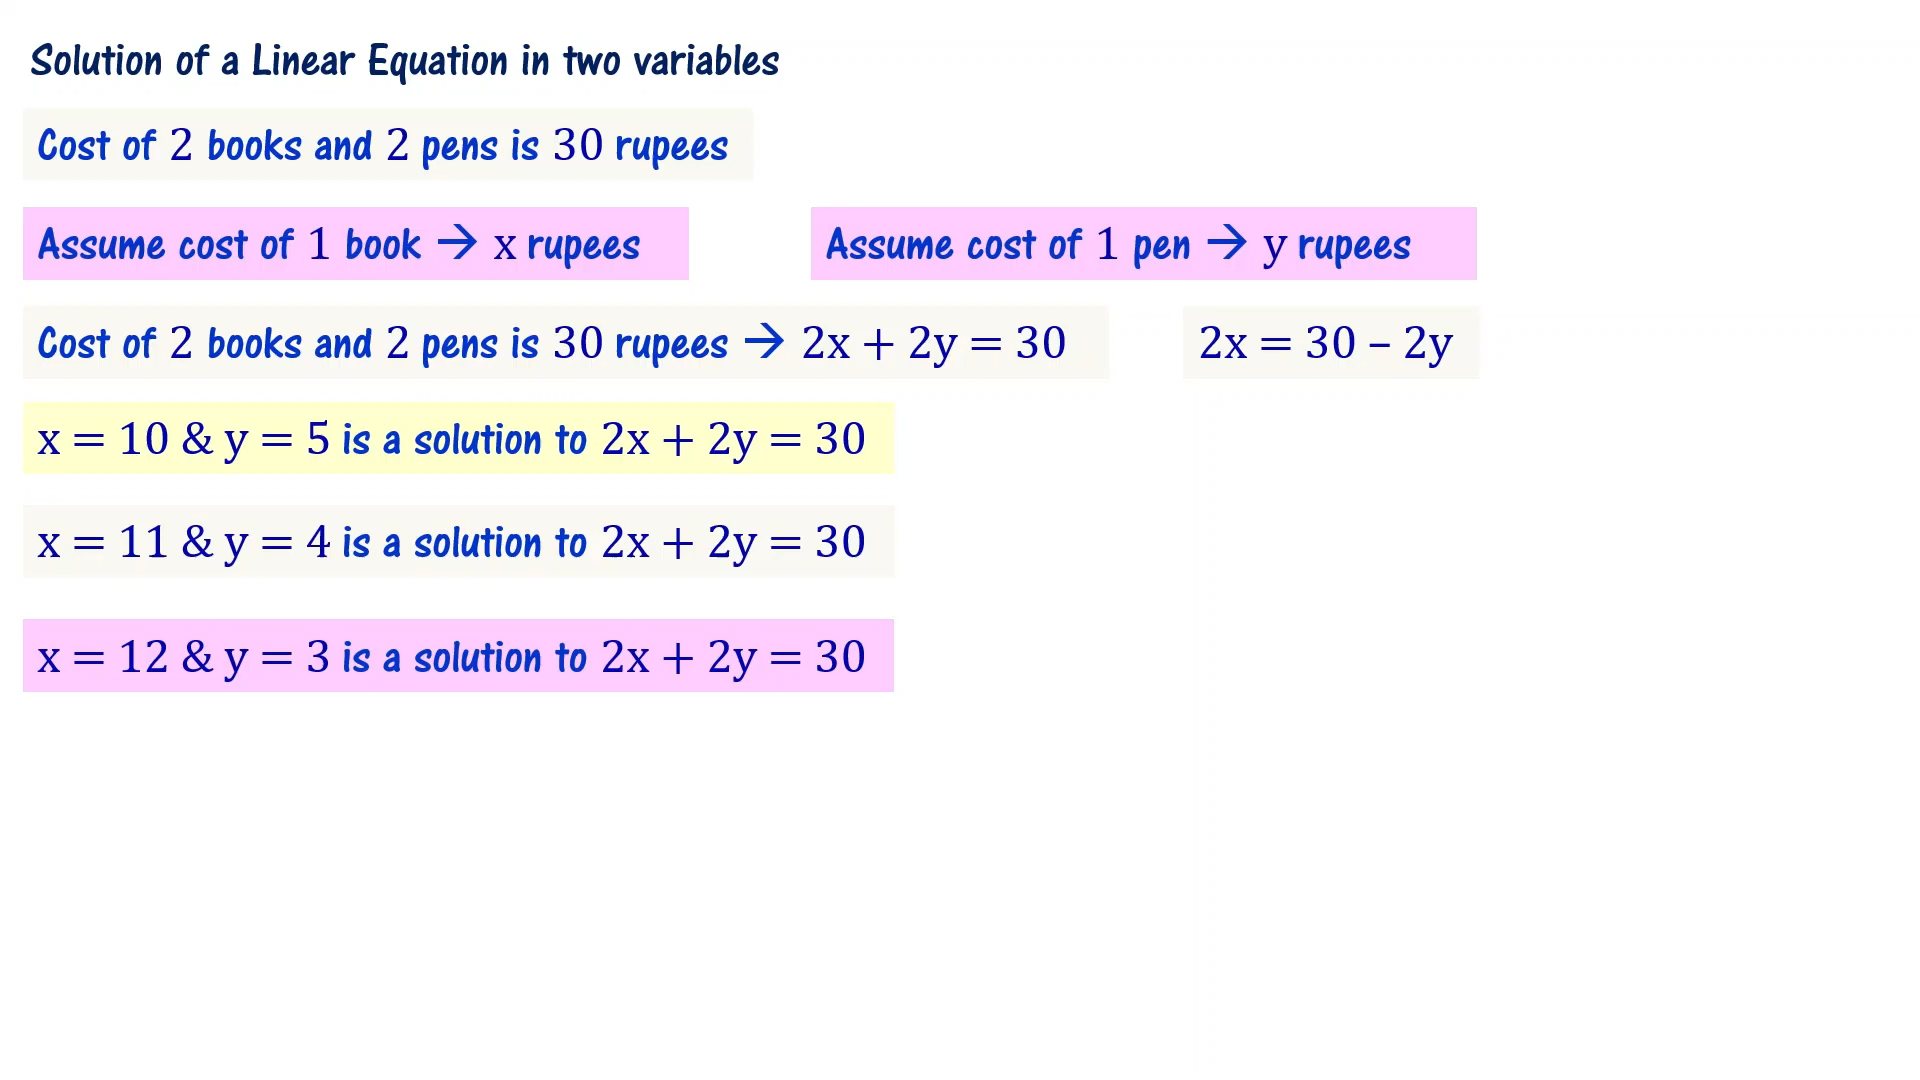 Solution of a Linear Equation in two variables
Cost of 2 books and 2 pens is 30 rupees
Assume cost of 1 book → x rupees
Assume cost of 1 pen → y rupees
Cost of 2 books and 2 pens is 30 rupees → 2x + 2y = 30
2x = 30 – 2y
x = 10 & y = 5 is a solution to 2x + 2y = 30
x = 11 & y = 4 is a solution to 2x + 2y = 30
x = 12 & y = 3 is a solution to 2x + 2y = 30